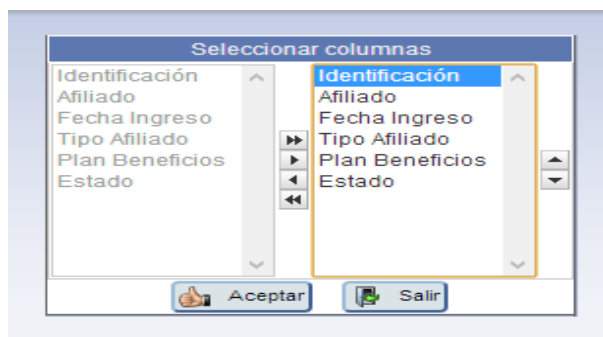 Seleccionar columnas
Identificación
Afiliado
Fecha Ingreso
Tipo Afiliado
Plan Beneficios
Estado
Identificación
Afiliado
Fecha Ingreso
Tipo Afiliado
Plan Beneficios
Estado
Aceptar
Salir